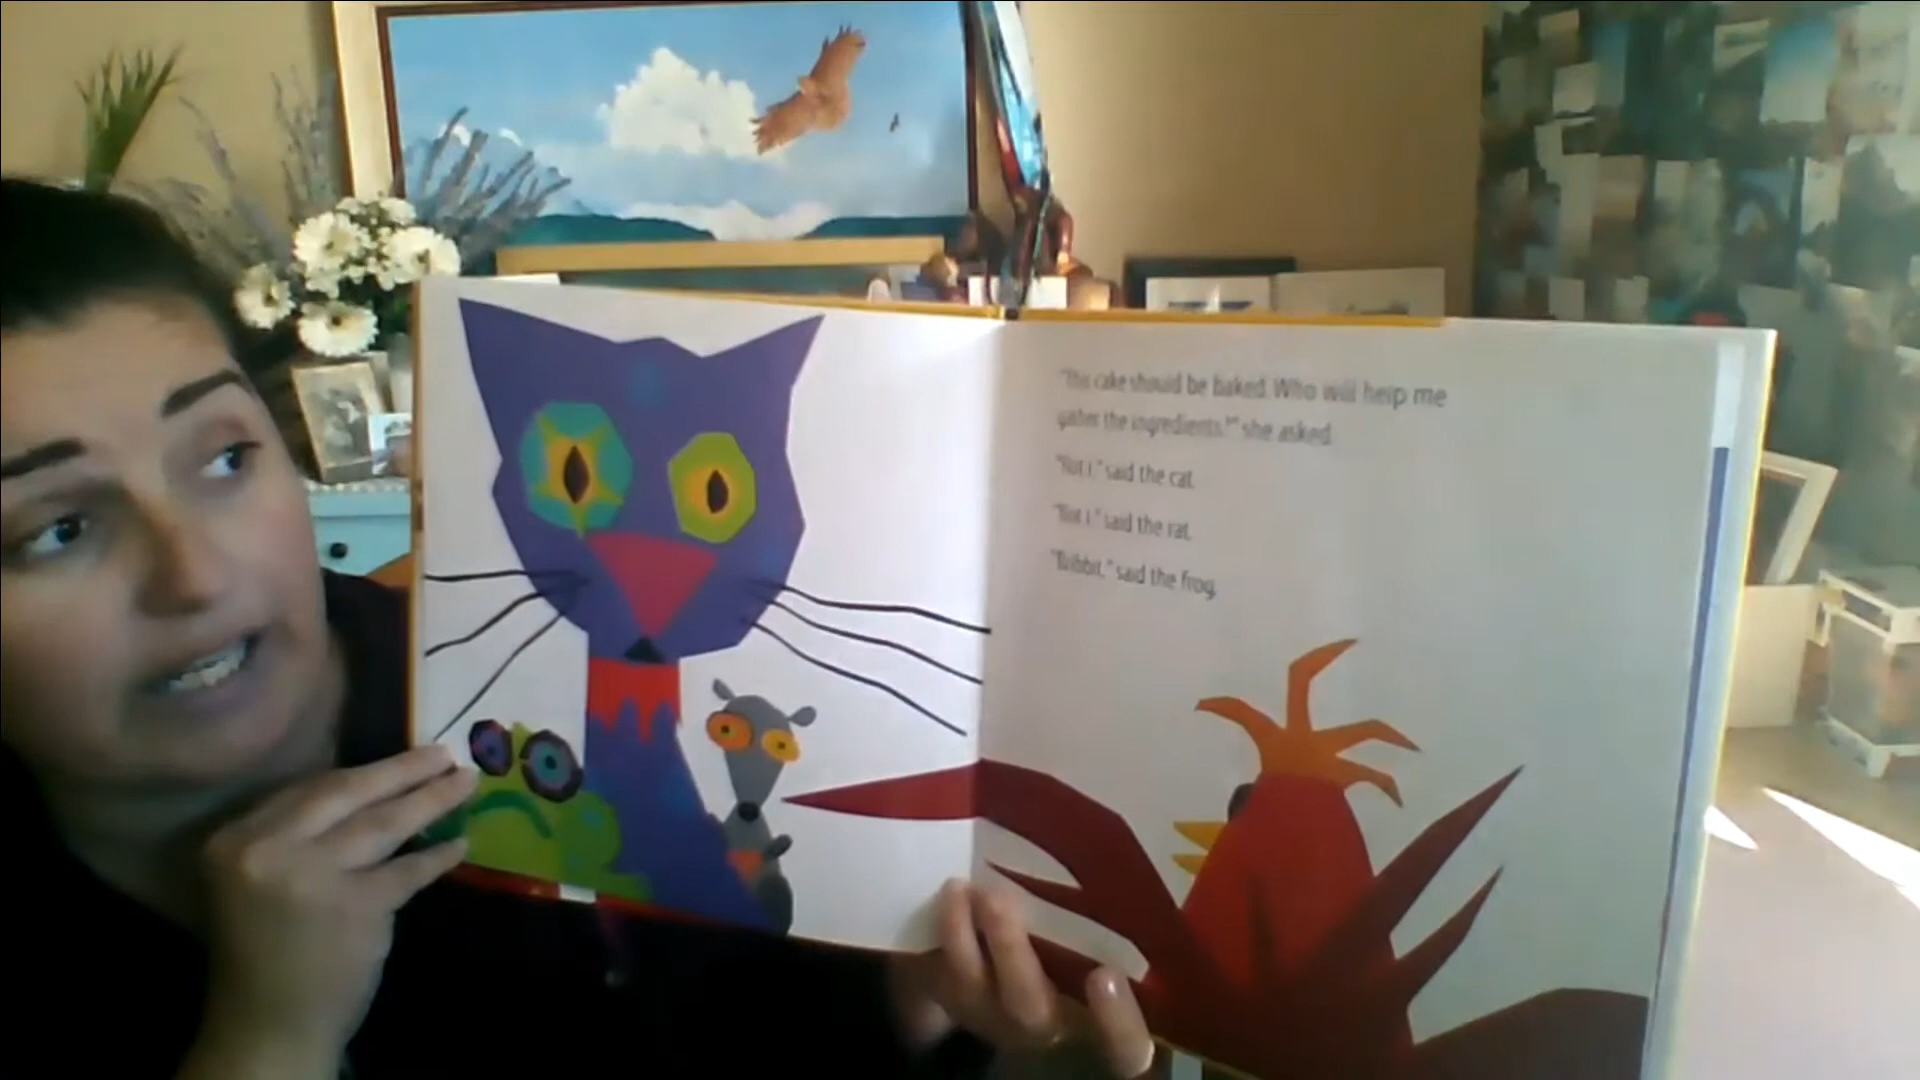 "This cake should be baked. Who will help me
gather the ingredients?" she asked.
"Not I," said the cat.
"Not I," said the rat.
"Ribbit," said the frog.